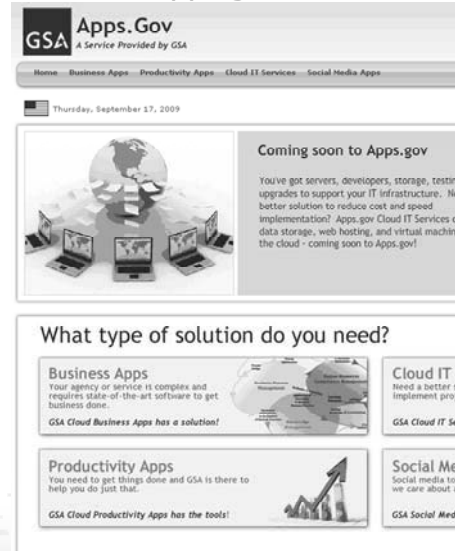 GSA
Apps.Gov
A Service Provided by GSA
Home Business Apps Productivity Apps Cloud IT Services Social Media Apps
Thursday, September 17, 2009
Coming soon to Apps.gov
You've got servers, developers, storage, testin
upgrades to support your IT infrastructure. Ne
better solution to reduce cost and speed
implementation? Apps.gov Cloud IT Services
data storage, web hosting, and virtual machin
the cloud - coming soon to Apps.gov!
What type of solution do you need?
Business Apps
Your agency or service is complex and
requires state-of-the-art software to get
business done.
GSA Cloud Business Apps has a solution!
Cloud IT
Need a better
Implement pro
GSA Cloud IT Se
Productivity Apps
You need to get things done and GSA is there to
help you do just that.
GSA Cloud Productivity Apps has the tools!
Social Me
Social media to
we care about
GSA Social Med